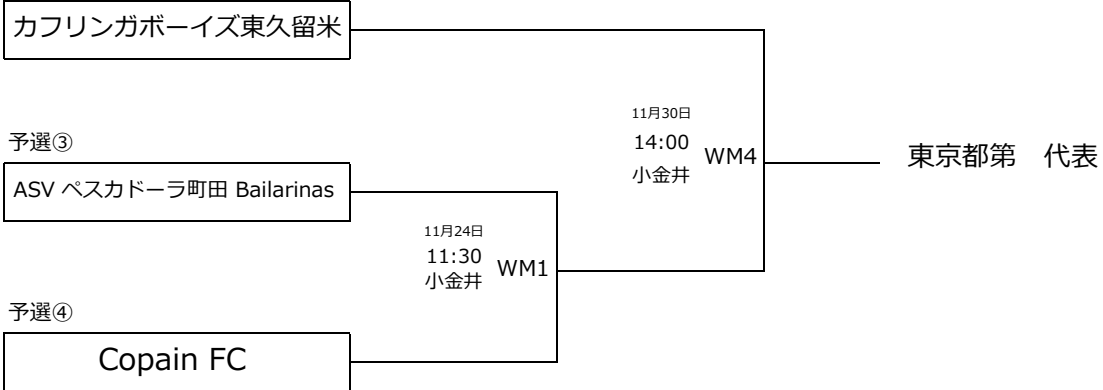 カフリンガボーイズ東久留米
11月30日
14:00
小金井
WM4
東京都第　代表
予選③
ASV ペスカドーラ町田 Bailarinas
11月24日
11:30
小金井
WM1
予選④
Copain FC